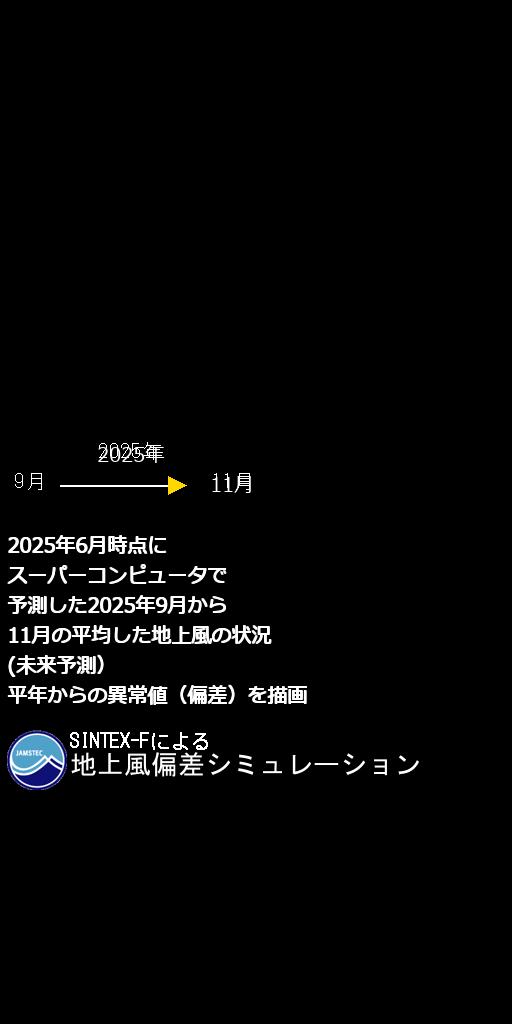 2025年
9月
11月
2025年6月時点に
スーパーコンピュータで
予測した2025年9月から
11月の平均した地上風の状況
(未来予測）
平年からの異常値（偏差）を描画
SINTEX-Fによる
JAMSTEC
地上風偏差シミュレーション